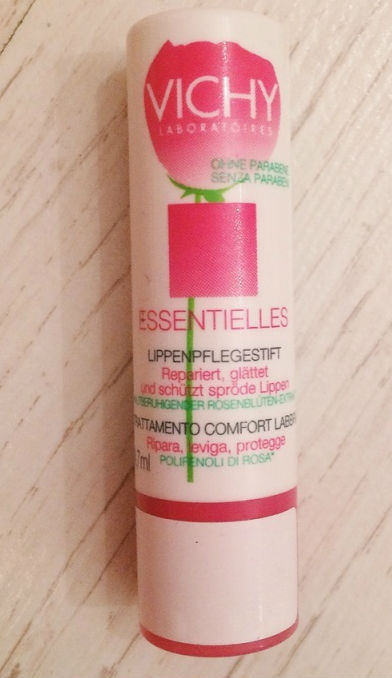 VICHY
LABORATOIRES
OHNE PARABENE
SENZA PARABENI
ESSENTIELLES
LIPPENPFLEGESTIFT
Repariert, glättet
und schützt spröde Lippen
ROSENBLÜTEN-EXTRAKT
TRATTAMENTO COMFORT LABBRA
Ripara, leviga, protegge
POLIFENOLI DI ROSA*